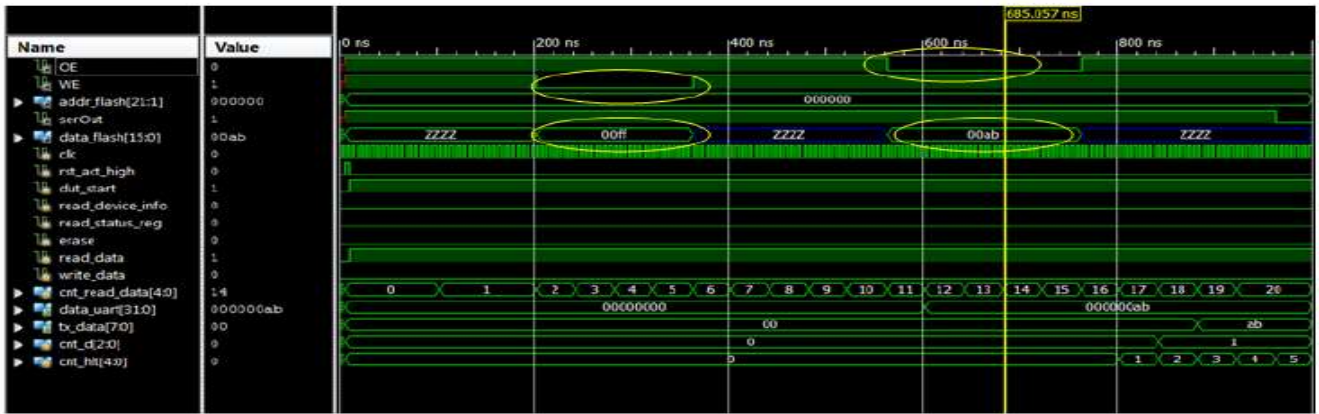 685.057 ns
Name Value 0 ns 200 ns 400 ns 600 ns 800 ns
OE 0
WE 1
addr_flash[21:1] 000000 000000
serOut 1
data_flash[15:0] 00ab ZZZZ 00ff ZZZZ 00ab ZZZZ
clk 0
rst_act_high 0
dut_start 1
read_device_info 0
read_status_reg 0
erase 0
read_data 1
write_data 0
cnt_read_data[4:0] 14 0 1 2 3 4 5 6 7 8 9 10 11 12 13 14 15 16 17 18 19 20
data_uart[31:0] 000000ab 00000000 000000ab
tx_data[7:0] 00 00 ab
cnt_d[2:0] 0 0 1
0 0 1 2 3 4 5